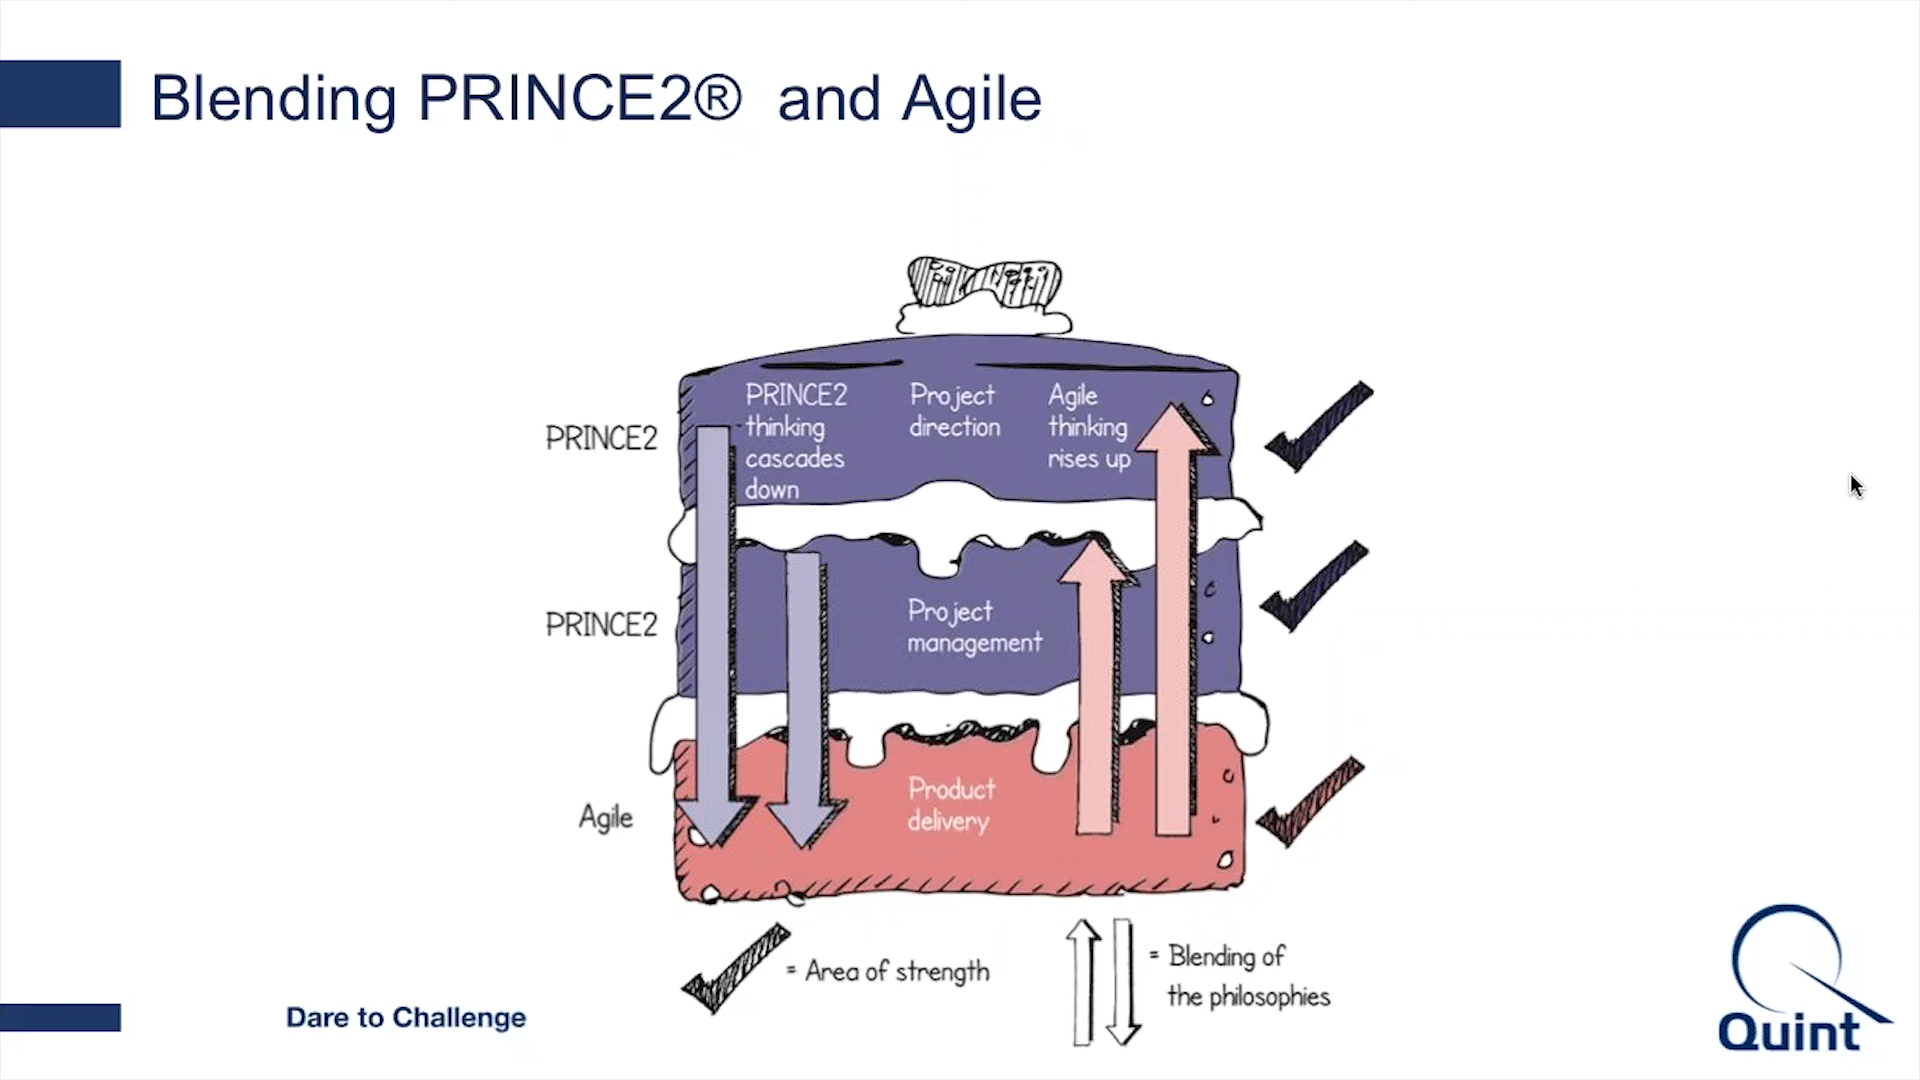 Blending PRINCE2® and Agile
PRINCE2
PRINCE2
thinking
cascades
down
Project
direction
Agile
thinking
rises up
PRINCE2
Project
management
Agile
Product
delivery
= Area of strength
= Blending of
the philosophies
Dare to Challenge
Quint